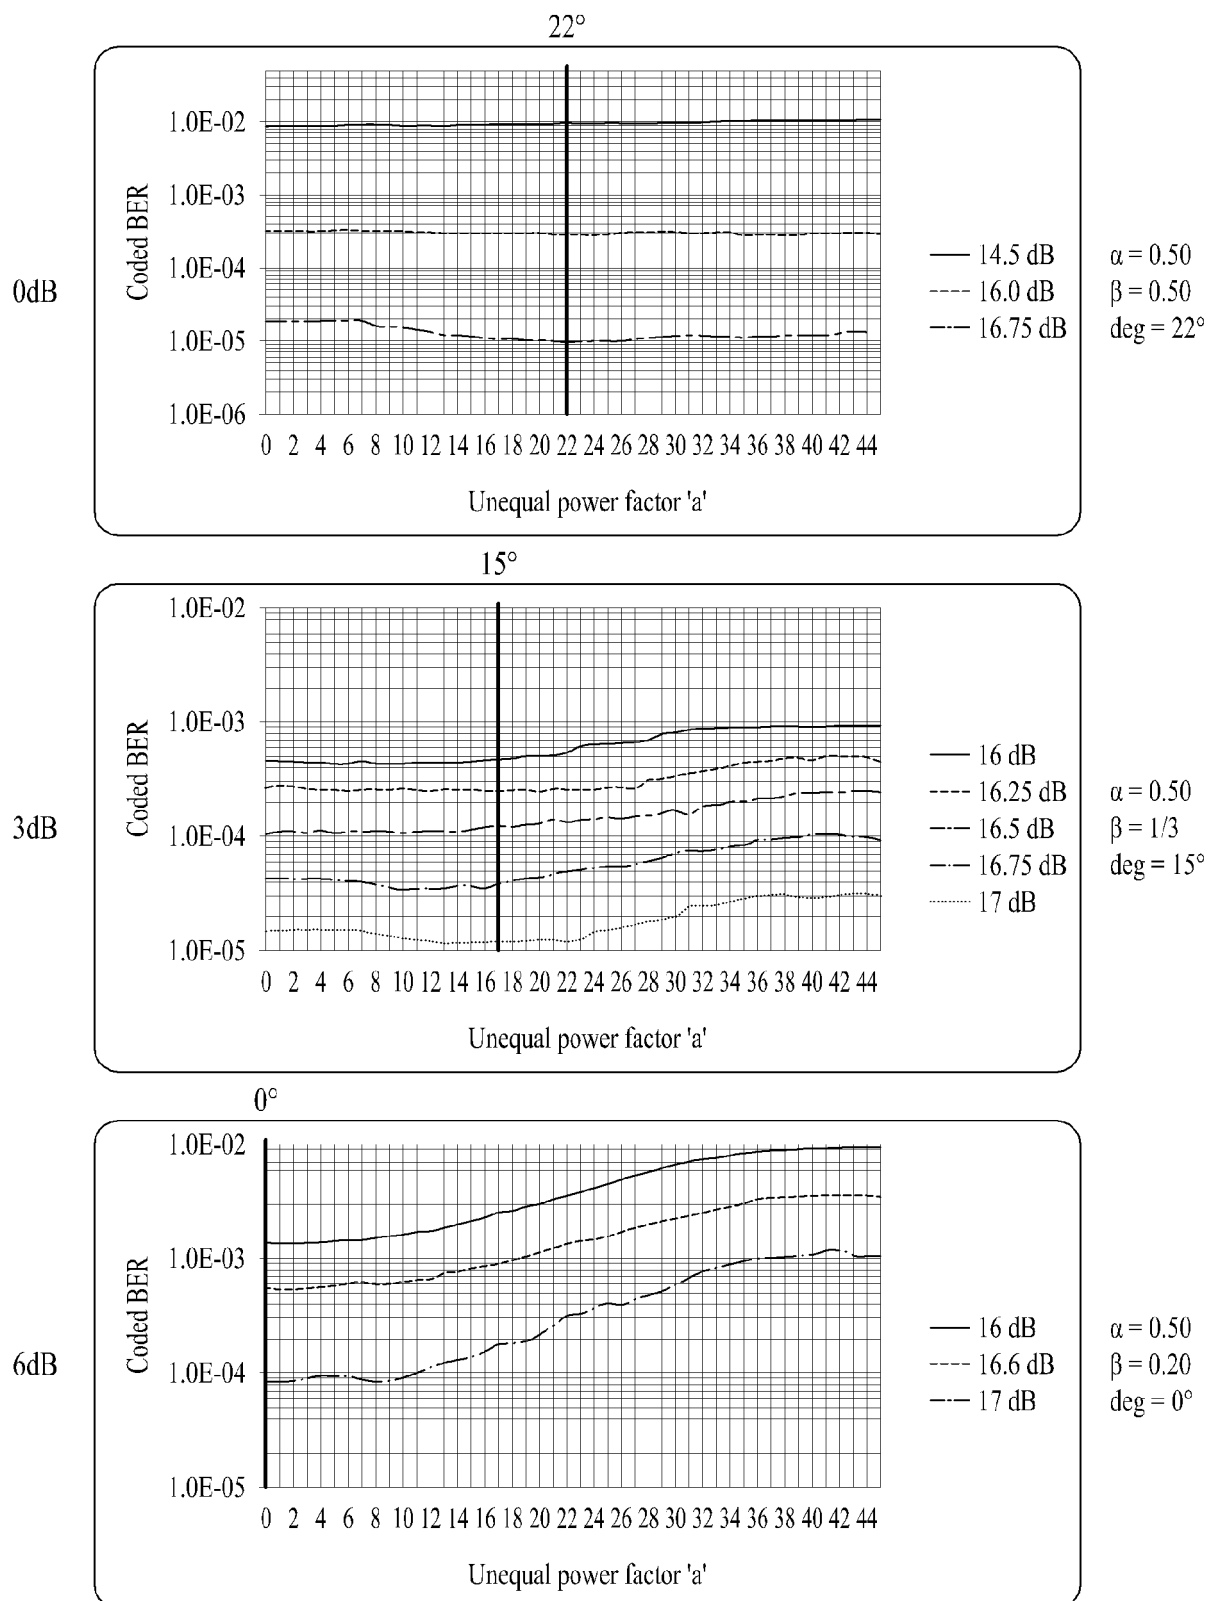 22°
0dB
Coded BER
1.0E-02
1.0E-03
1.0E-04
1.0E-05
1.0E-06
0 2 4 6 8 10 12 14 16 18 20 22 24 26 28 30 32 34 36 38 40 42 44
Unequal power factor 'a'
14.5 dB
16.0 dB
16.75 dB
α = 0.50
β = 0.50
deg = 22°
15°
3dB
Coded BER
1.0E-02
1.0E-03
1.0E-04
1.0E-05
0 2 4 6 8 10 12 14 16 18 20 22 24 26 28 30 32 34 36 38 40 42 44
Unequal power factor 'a'
16 dB
16.25 dB
16.5 dB
16.75 dB
17 dB
α = 0.50
β = 1/3
deg = 15°
0°
6dB
Coded BER
1.0E-02
1.0E-03
1.0E-04
1.0E-05
0 2 4 6 8 10 12 14 16 18 20 22 24 26 28 30 32 34 36 38 40 42 44
Unequal power factor 'a'
16 dB
16.6 dB
17 dB
α = 0.50
β = 0.20
deg = 0°